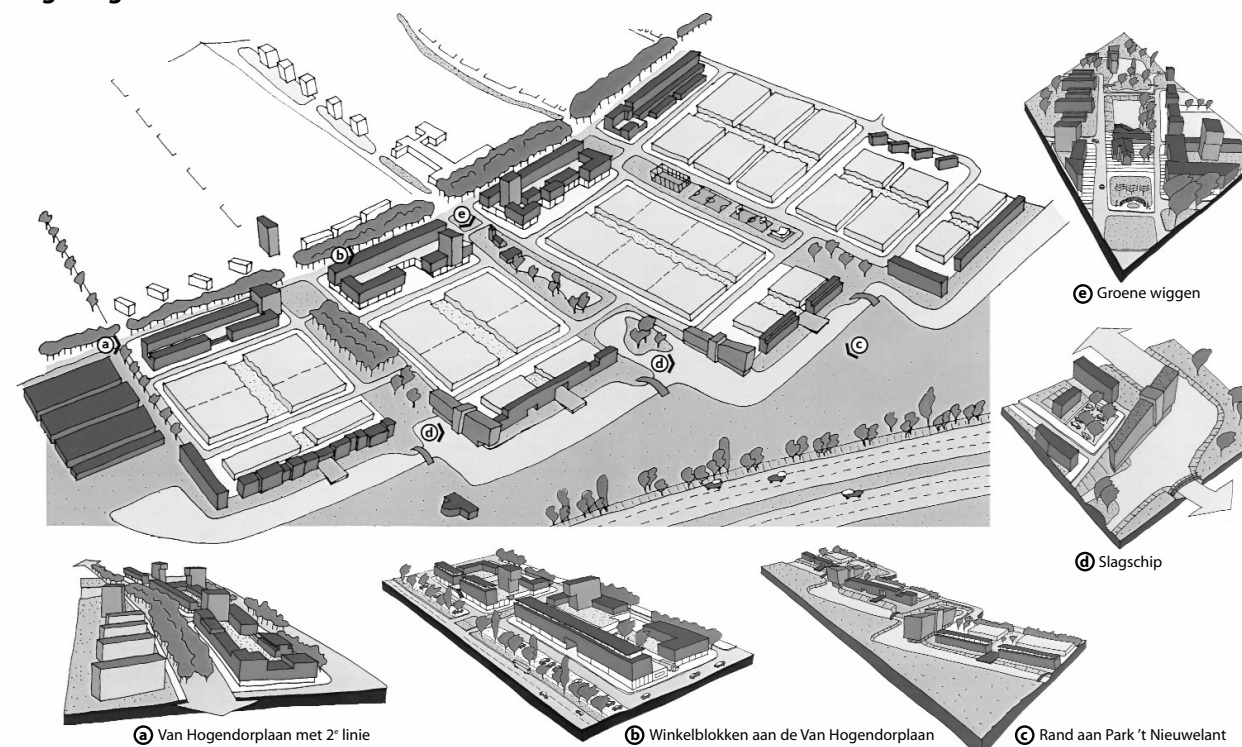 e
b
a
c
d
d
e Groene wiggen
d Slagschip
a Van Hogendorplaan met 2e linie
b Winkelblokken aan de Van Hogendorplaan
c Rand aan Park 't Nieuwelant